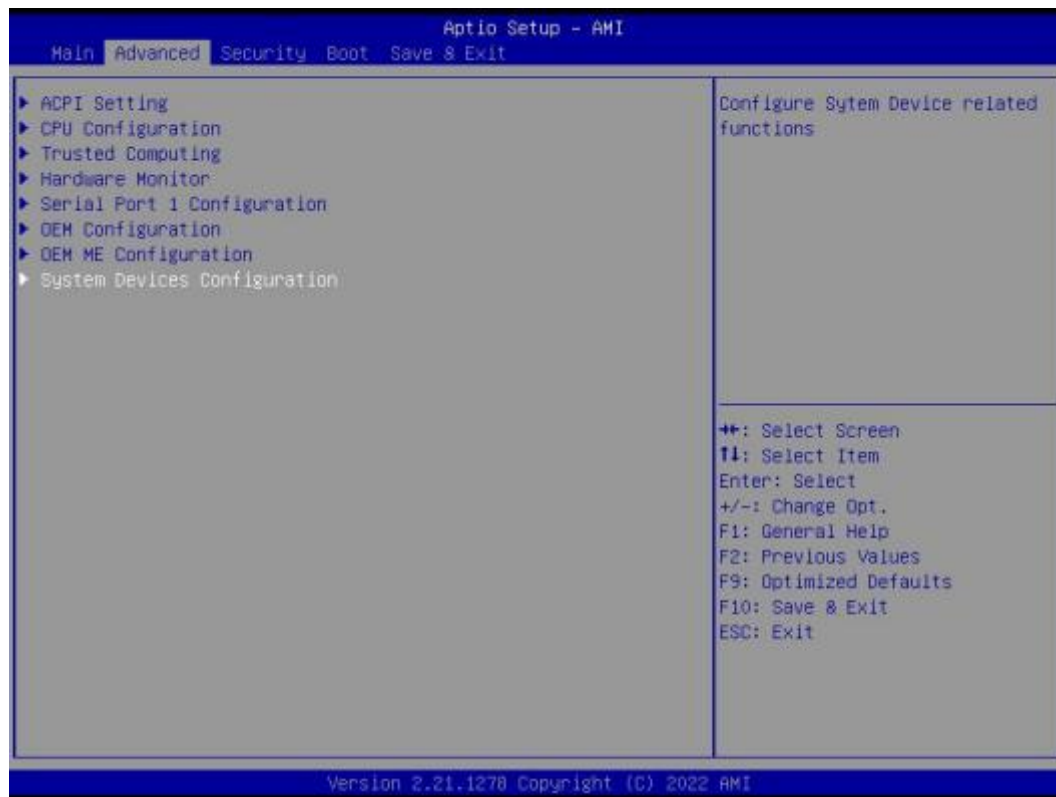 Aptio Setup – AMI
Main Advanced Security Boot Save & Exit
▶ ACPI Setting
▶ CPU Configuration
▶ Trusted Computing
▶ Hardware Monitor
▶ Serial Port 1 Configuration
▶ OEM Configuration
▶ OEM ME Configuration
▶ System Devices Configuration
Configure Sytem Device related
functions
→←: Select Screen
↑↓: Select Item
Enter: Select
+/-: Change Opt.
F1: General Help
F2: Previous Values
F9: Optimized Defaults
F10: Save & Exit
ESC: Exit
Version 2.21.1278 Copyright (C) 2022 AMI